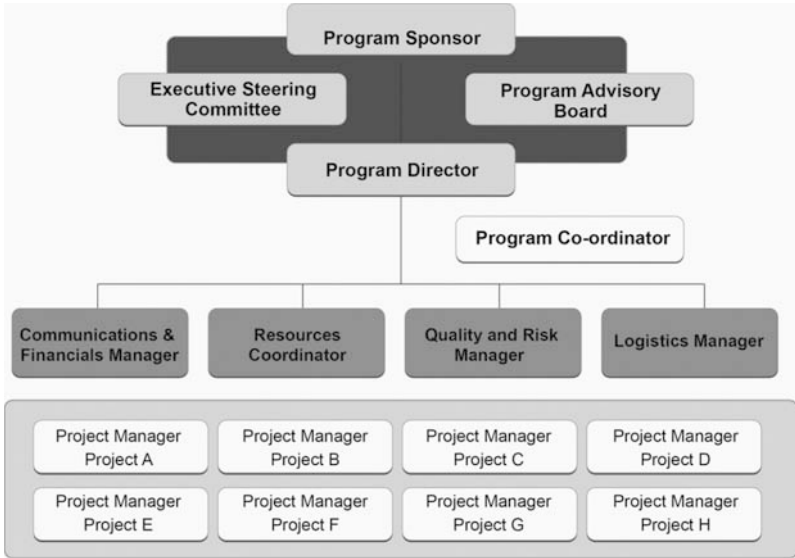 Program Sponsor
Executive Steering
Committee
Program Advisory
Board
Program Director
Program Co-ordinator
Communications &
Financials Manager
Resources
Coordinator
Quality and Risk
Manager
Logistics Manager
Project Manager
Project A
Project Manager
Project B
Project Manager
Project C
Project Manager
Project D
Project Manager
Project E
Project Manager
Project F
Project Manager
Project G
Project Manager
Project H